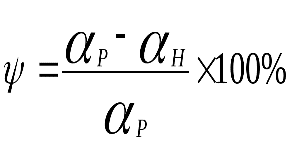 ψ = (α_P - α_H) / α_P × 100%